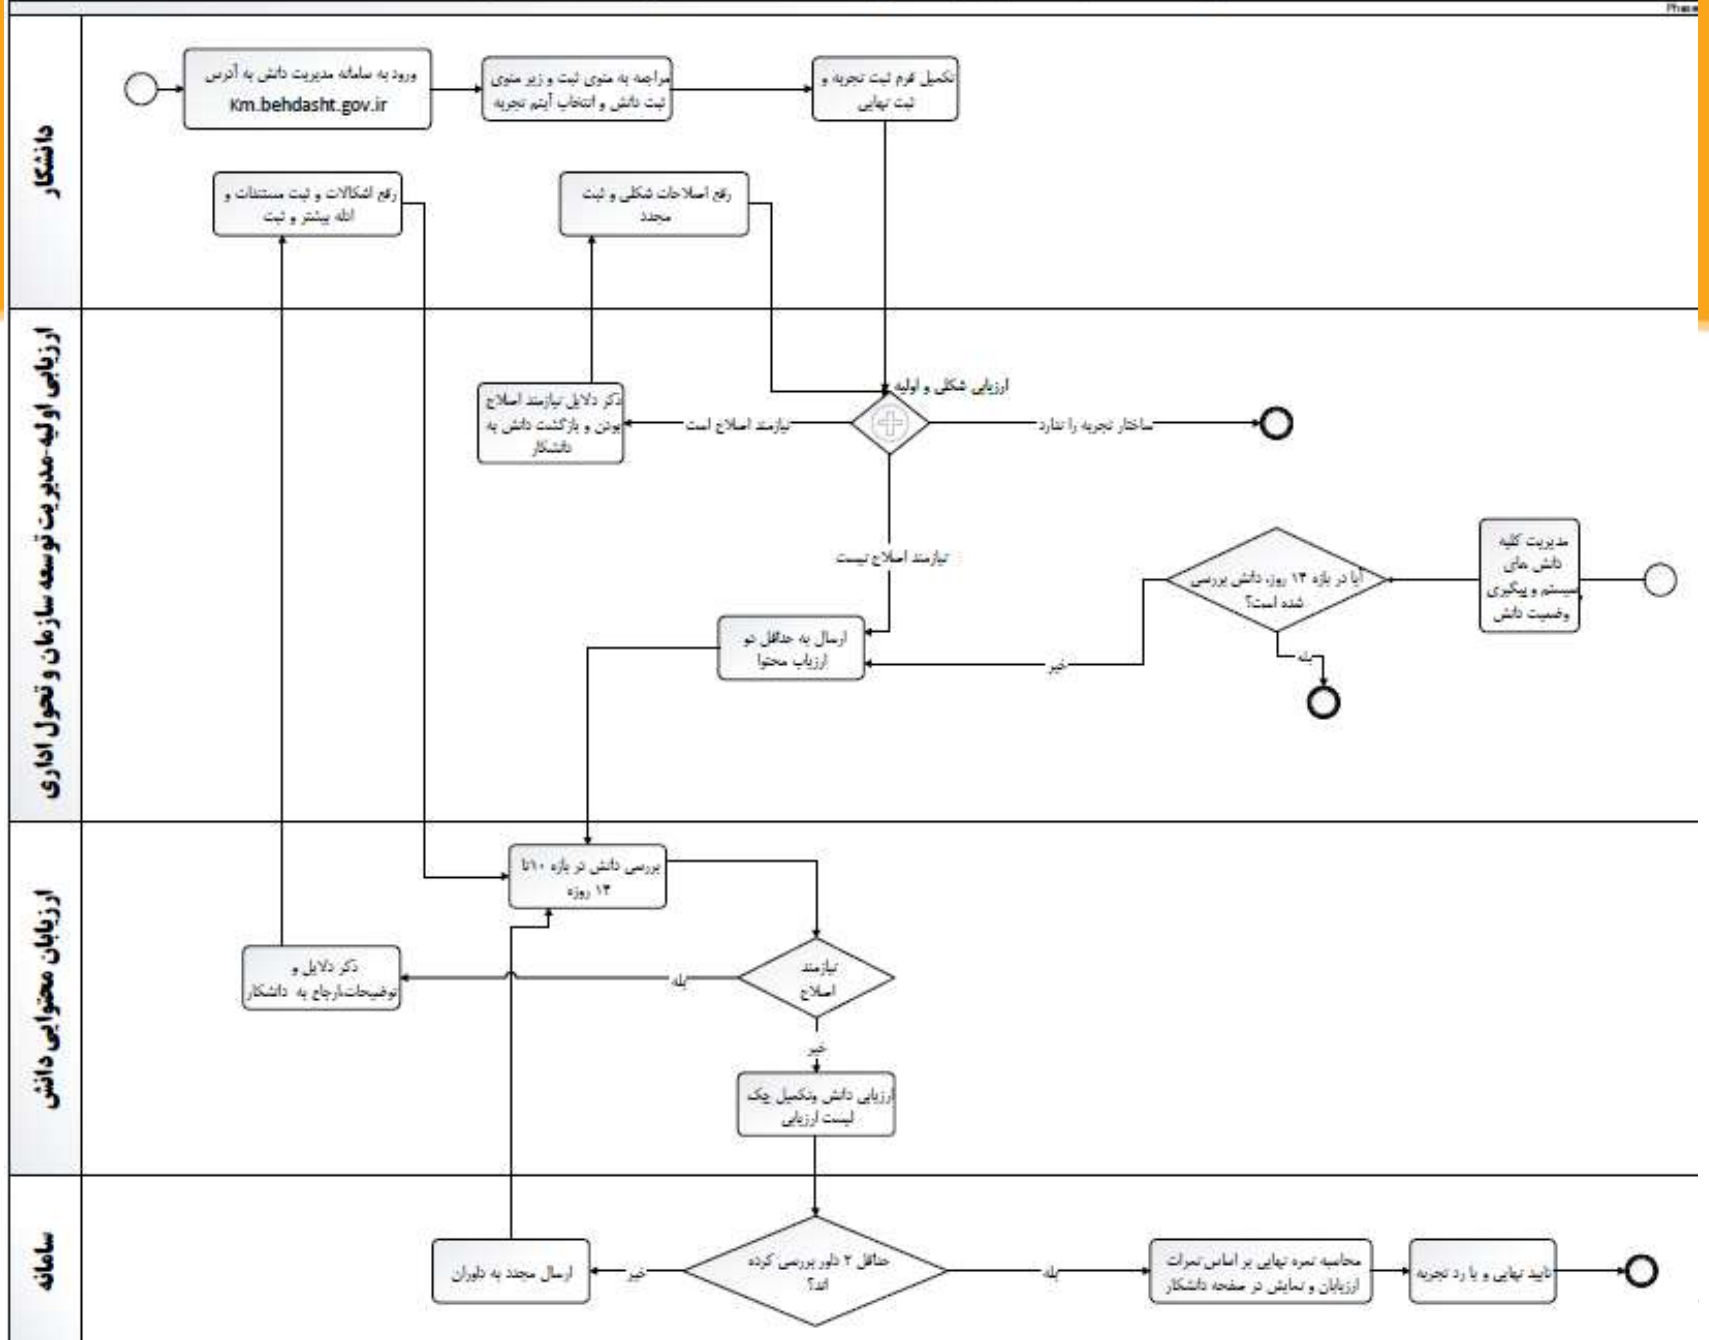 Phase
دانشکار
ورود به سامانه مدیریت دانش به آدرس
Km.behdasht.gov.ir
مراجعه به منوی ثبت و زیر منوی
ثبت دانش و انتخاب آیتم تجربه
تکمیل فرم ثبت تجربه و
ثبت نهایی
رفع اشکالات و ثبت مستندات و
ادله بیشتر و ثبت
رفع اصلاحات شکلی و ثبت
مجدد
ارزیابی اولیه-مدیریت توسعه سازمان و تحول اداری
ارزیابی شکلی و اولیه
ذکر دلایل نیازمند اصلاح
بودن و بازگشت دانش به
دانشکار
نیازمند اصلاح است
ساختار تجربه را ندارد
نیازمند اصلاح نیست
مدیریت کلیه
دانش های
سیستم و پیگیری
وضعیت دانش
آیا در بازه ۱۴ روز، دانش بررسی
شده است؟
بله
خیر
ارسال به حداقل دو
ارزیاب محتوا
ارزیابان محتوایی دانش
بررسی دانش در بازه ۱۰تا
۱۴ روزه
نیازمند
اصلاح
بله
ذکر دلایل و
توضیحات،ارجاع به دانشکار
خیر
ارزیابی دانش وتکمیل چک
لیست ارزیابی
سامانه
حداقل ۲ داور بررسی کرده
اند؟
خیر
ارسال مجدد به داوران
بله
محاسبه نمره نهایی بر اساس نمرات
ارزیابان و نمایش در صفحه دانشکار
تایید نهایی و یا رد تجربه